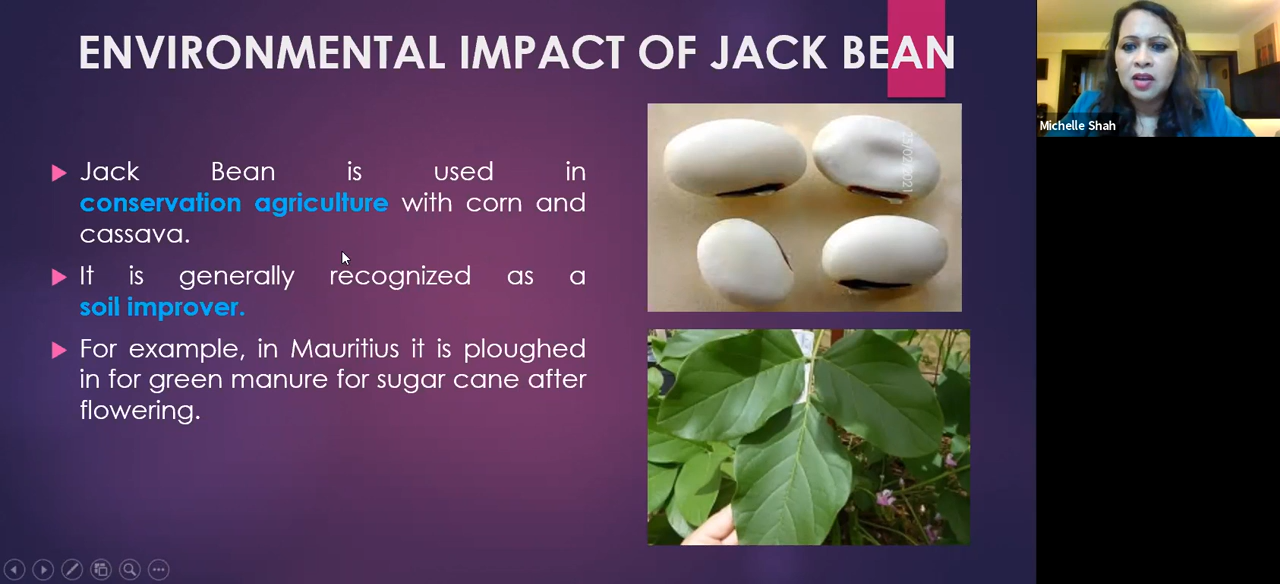 ENVIRONMENTAL IMPACT OF JACK BEAN
Jack Bean is used in
conservation agriculture with corn and
cassava.
It is generally recognized as a
soil improver.
For example, in Mauritius it is ploughed
in for green manure for sugar cane after
flowering.
Michelle Shah